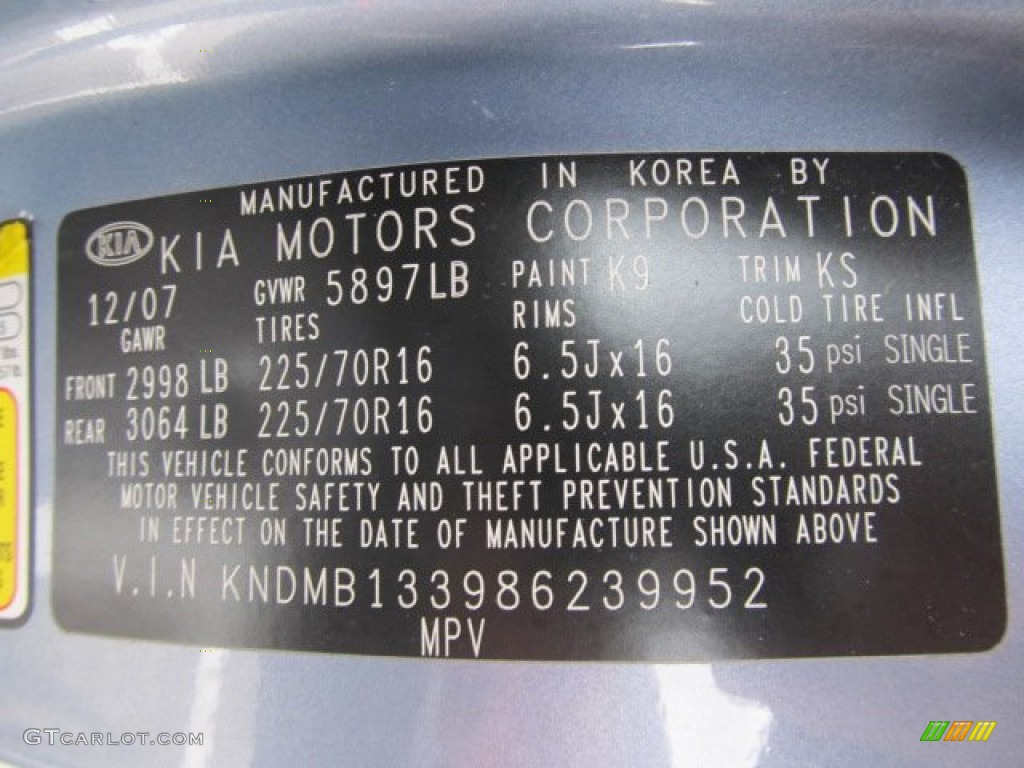 MANUFACTURED IN KOREA BY
KIA KIA MOTORS CORPORATION
12/07 GVWR 5897LB PAINT K9 TRIM KS
GAWR TIRES RIMS COLD TIRE INFL
FRONT 2998 LB 225/70R16 6.5Jx16 35 psi SINGLE
REAR 3064 LB 225/70R16 6.5Jx16 35 psi SINGLE
THIS VEHICLE CONFORMS TO ALL APPLICABLE U.S.A. FEDERAL
MOTOR VEHICLE SAFETY AND THEFT PREVENTION STANDARDS
IN EFFECT ON THE DATE OF MANUFACTURE SHOWN ABOVE
V.I.N KNDMB133986239952
MPV
GTCARLOT.COM